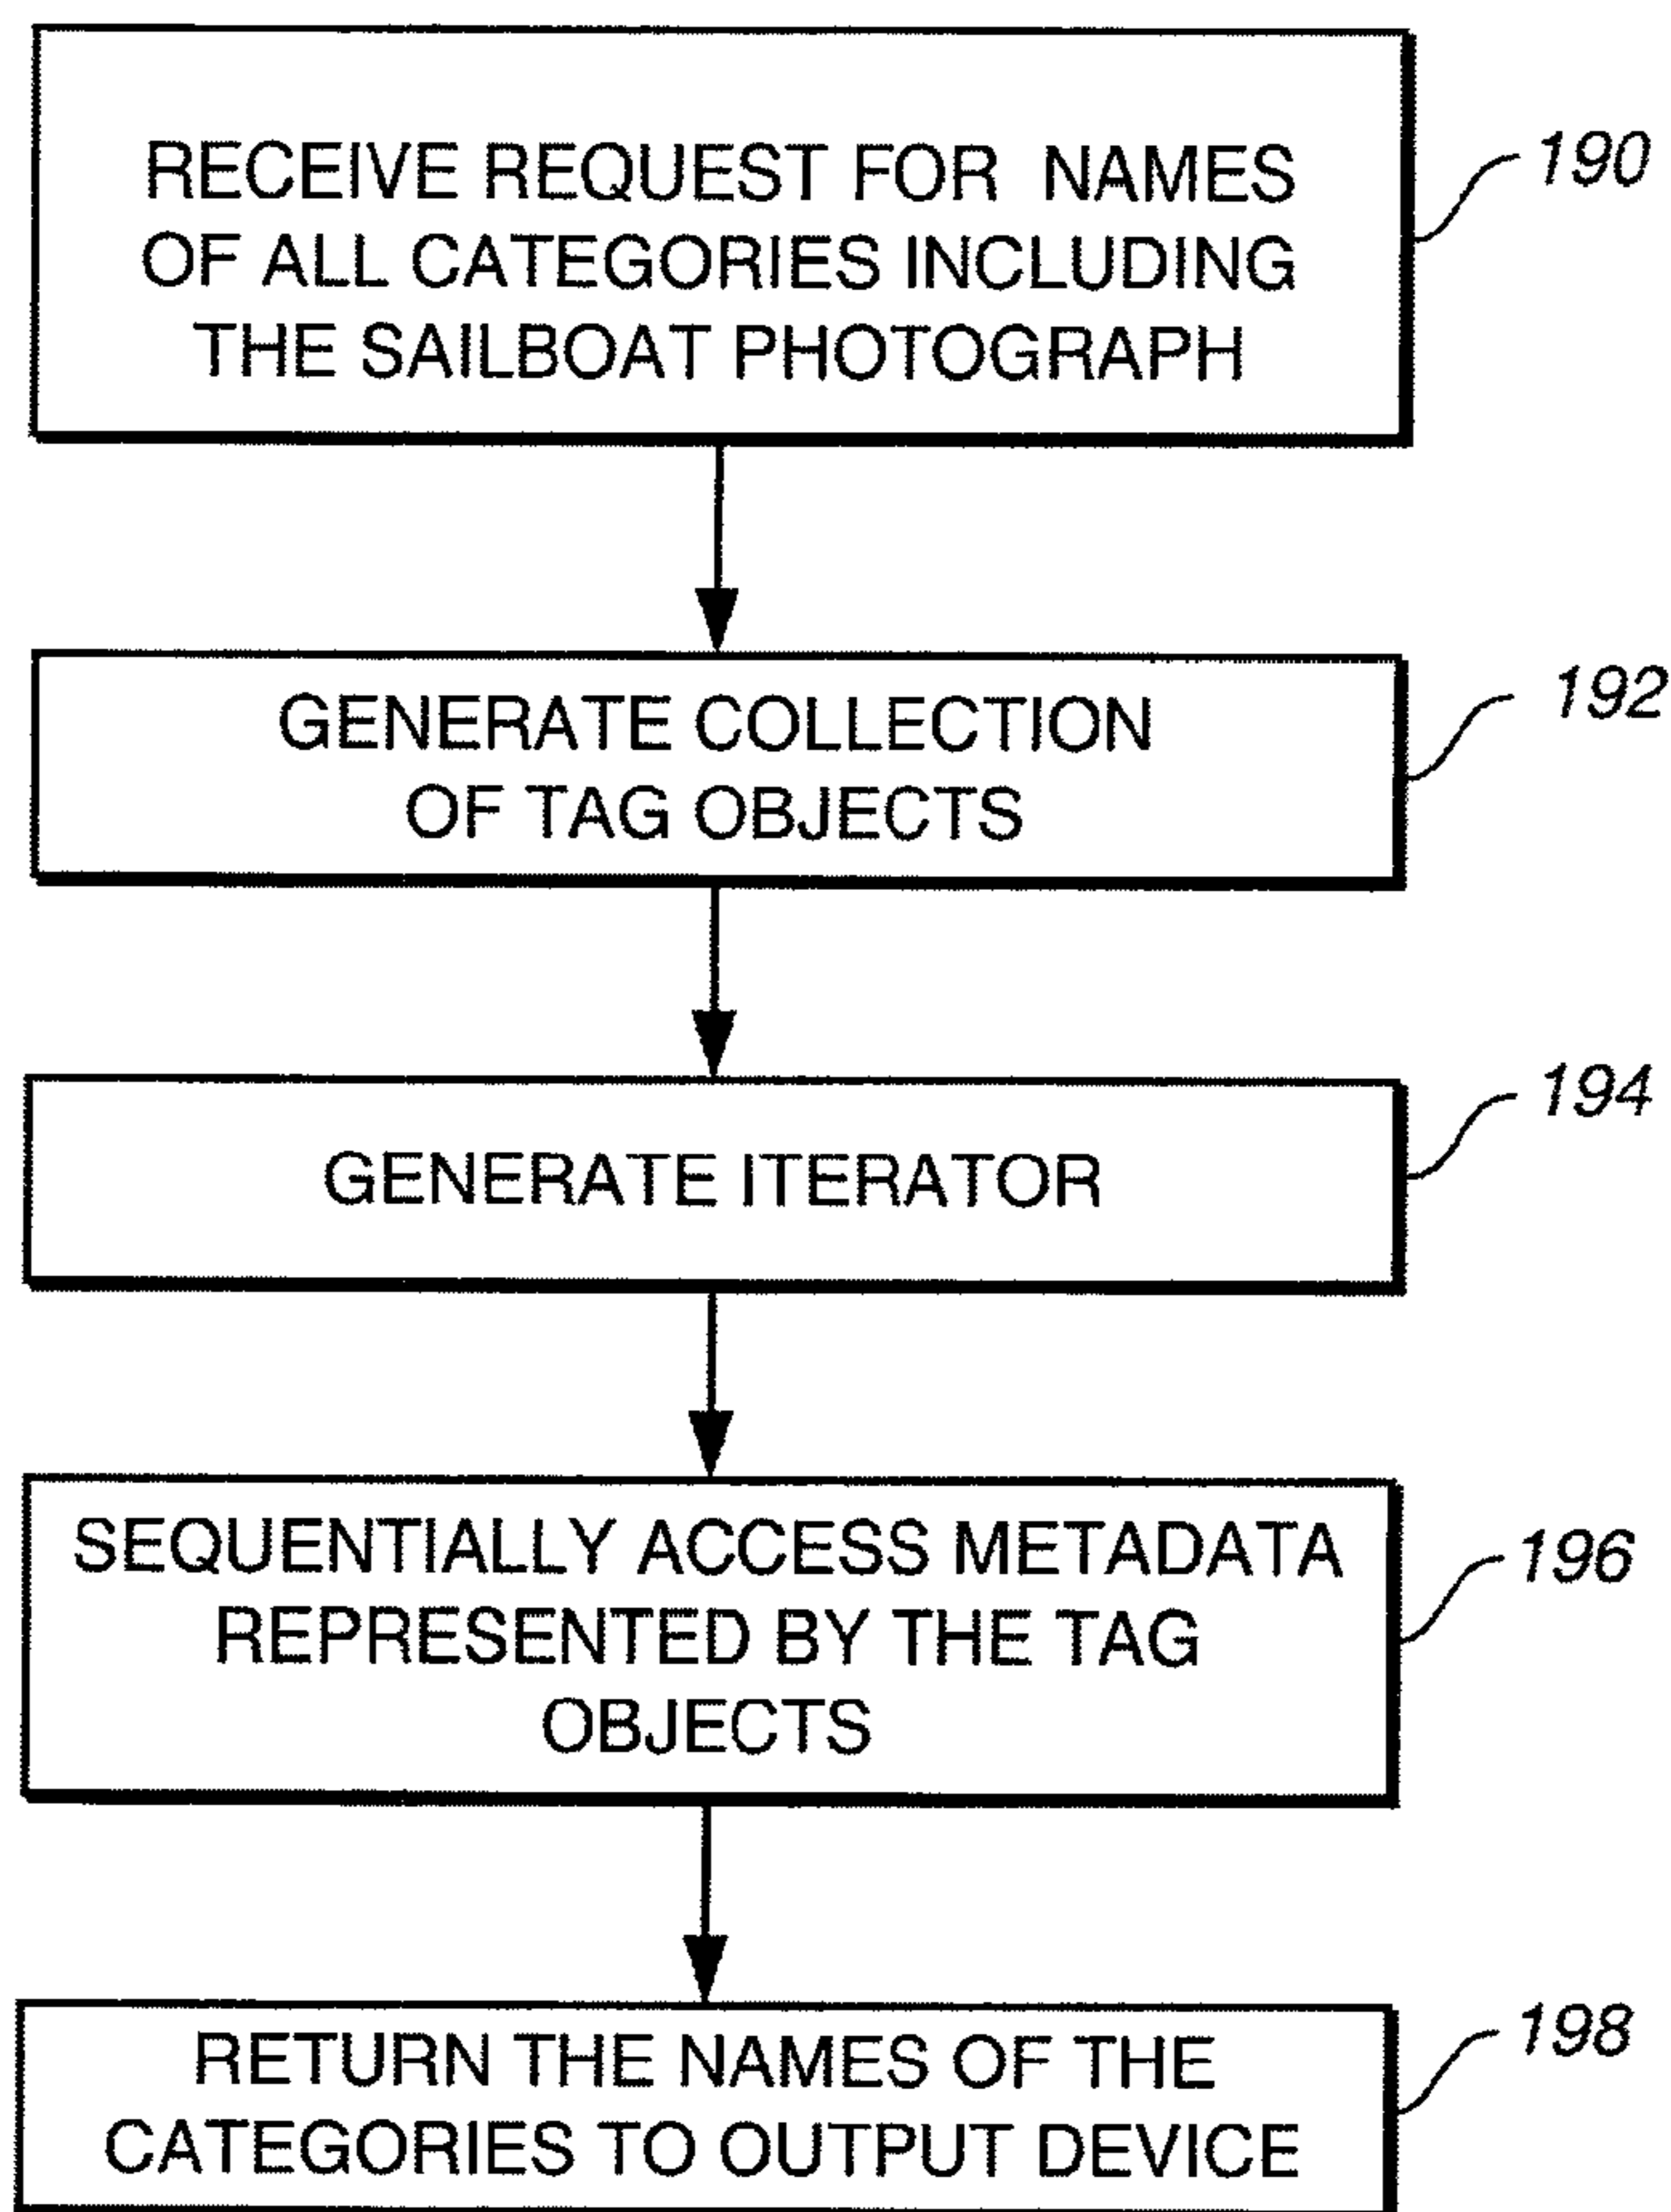 RECEIVE REQUEST FOR NAMES
OF ALL CATEGORIES INCLUDING
THE SAILBOAT PHOTOGRAPH
190
GENERATE COLLECTION
OF TAG OBJECTS
192
GENERATE ITERATOR
194
SEQUENTIALLY ACCESS METADATA
REPRESENTED BY THE TAG
OBJECTS
196
RETURN THE NAMES OF THE
CATEGORIES TO OUTPUT DEVICE
198